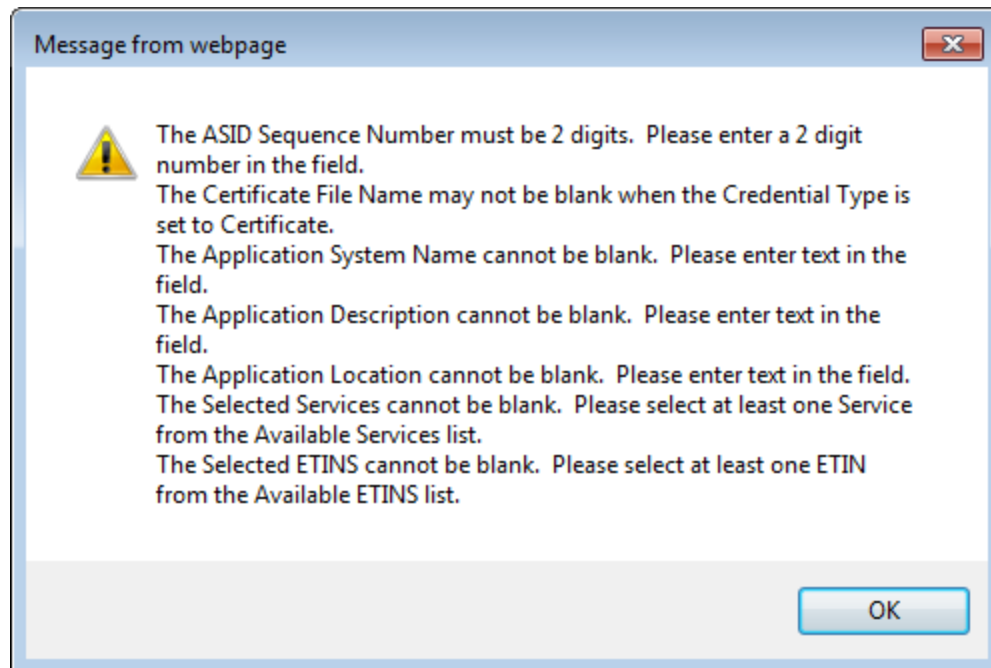 Message from webpage
The ASID Sequence Number must be 2 digits.  Please enter a 2 digit
number in the field.
The Certificate File Name may not be blank when the Credential Type is
set to Certificate.
The Application System Name cannot be blank.  Please enter text in the
field.
The Application Description cannot be blank.  Please enter text in the
field.
The Application Location cannot be blank.  Please enter text in the field.
The Selected Services cannot be blank.  Please select at least one Service
from the Available Services list.
The Selected ETINS cannot be blank.  Please select at least one ETIN
from the Available ETINS list.
OK